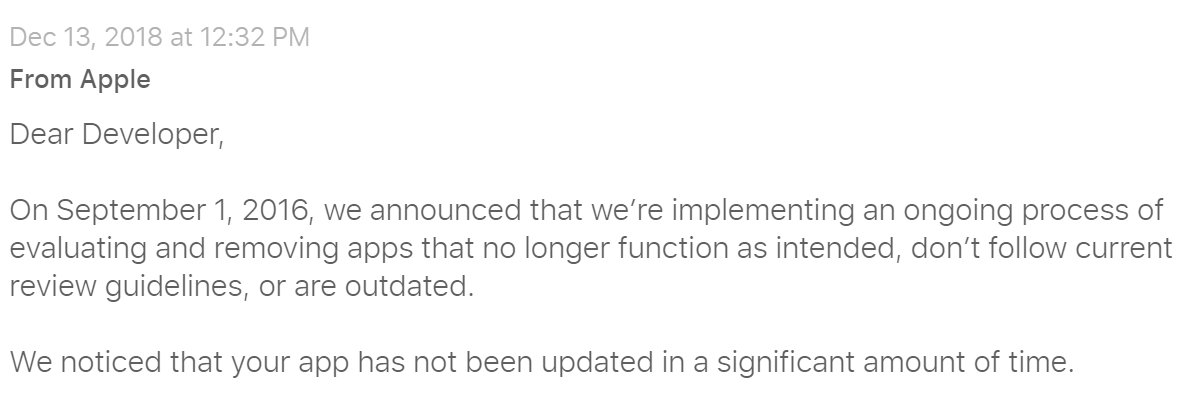 Dec 13, 2018 at 12:32 PM
From Apple
Dear Developer,
On September 1, 2016, we announced that we’re implementing an ongoing process of
evaluating and removing apps that no longer function as intended, don’t follow current
review guidelines, or are outdated.
We noticed that your app has not been updated in a significant amount of time.